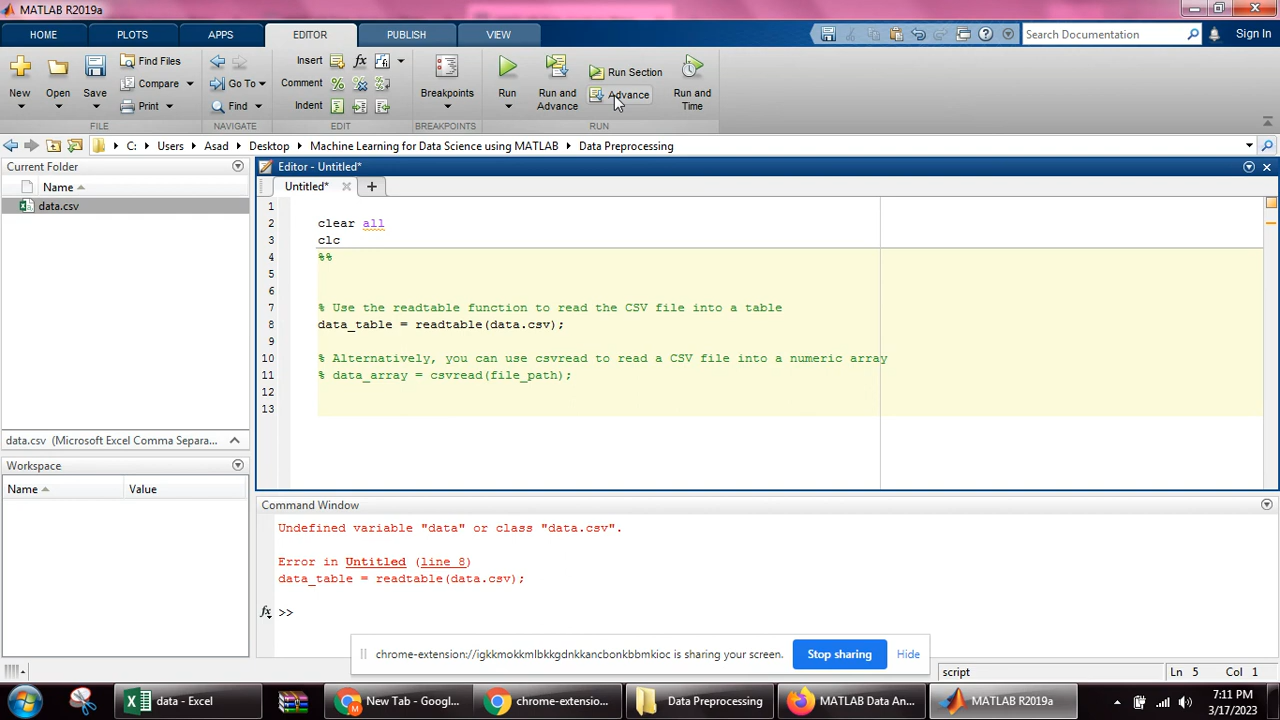 MATLAB R2019a
HOME PLOTS APPS EDITOR PUBLISH VIEW Search Documentation Sign In
New Open Save Find Files Compare Print
FILE
Go To Find
NAVIGATE
Insert fx
Comment
Indent
EDIT
Breakpoints
BREAKPOINTS
Run Run and Advance Run Section Advance Run and Time
RUN
C: Users Asad Desktop Machine Learning for Data Science using MATLAB Data Preprocessing
Current Folder
Name
data.csv
data.csv (Microsoft Excel Comma Separa...
Workspace
Name Value
Editor - Untitled*
Untitled* +
1
2 clear all
3 clc
4 %%
5
6
7 % Use the readtable function to read the CSV file into a table
8 data_table = readtable(data.csv);
9
10 % Alternatively, you can use csvread to read a CSV file into a numeric array
11 % data_array = csvread(file_path);
12
13
Command Window
Undefined variable "data" or class "data.csv".
Error in Untitled (line 8)
data_table = readtable(data.csv);
fx >>
chrome-extension://igkkmokkmlbkkgdnkkancbonkbbmkioc is sharing your screen. Stop sharing Hide
script Ln 5 Col 1
data - Excel New Tab - Googl... chrome-extensio... Data Preprocessing MATLAB Data An... MATLAB R2019a 7:11 PM
3/17/2023